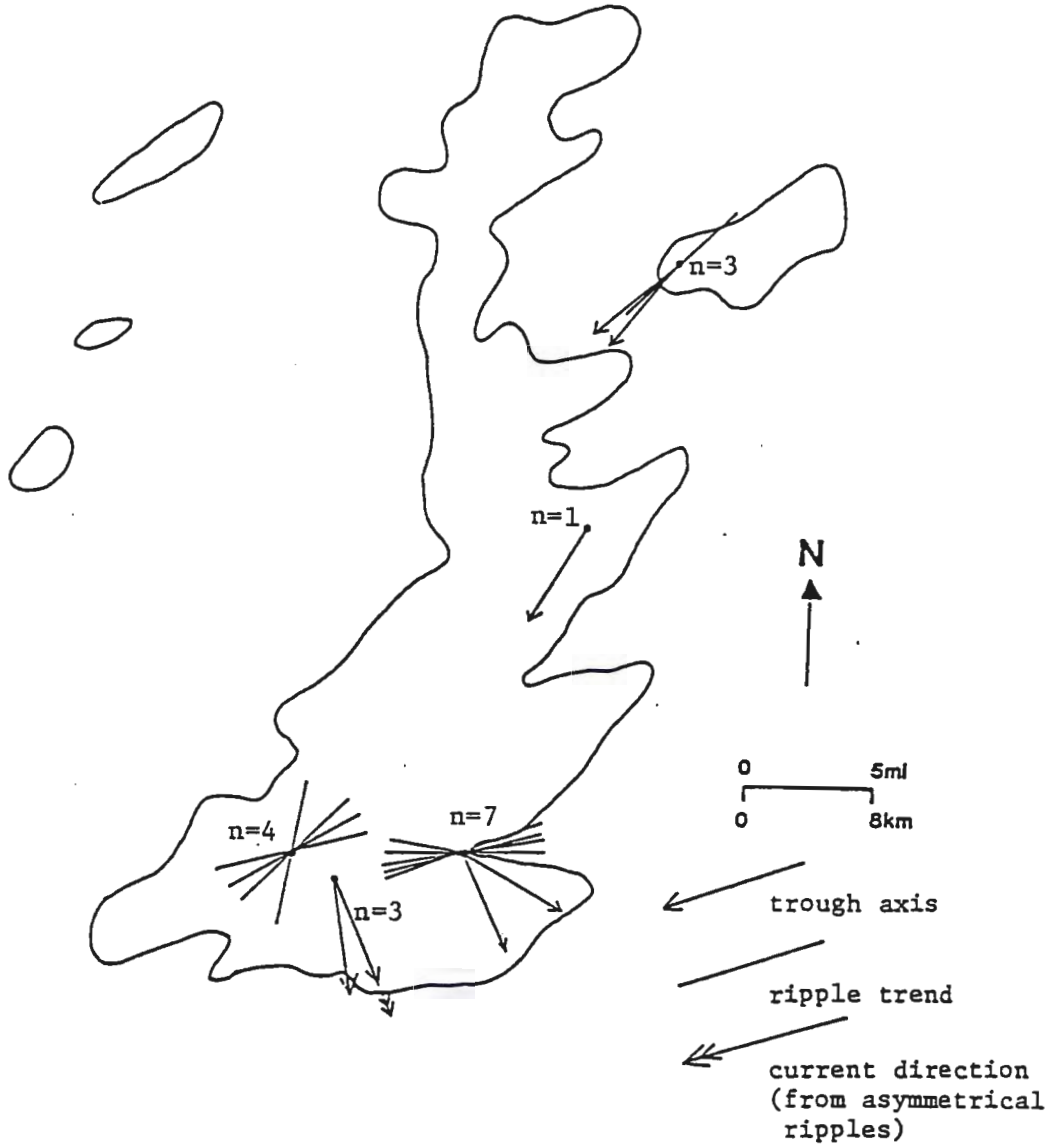 n=3
n=1
N
0 5mi
0 8km
n=7
n=4
n=3
trough axis
ripple trend
current direction
(from asymmetrical
ripples)